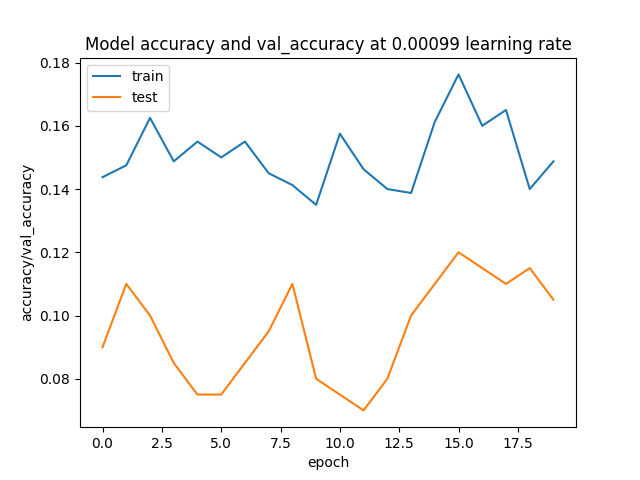 Model accuracy and val_accuracy at 0.00099 learning rate
train
test
accuracy/val_accuracy
0.18
0.16
0.14
0.12
0.10
0.08
0.0 2.5 5.0 7.5 10.0 12.5 15.0 17.5
epoch